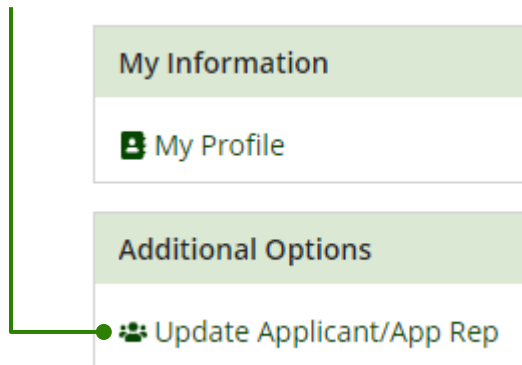 My Information
My Profile
Additional Options
Update Applicant/App Rep